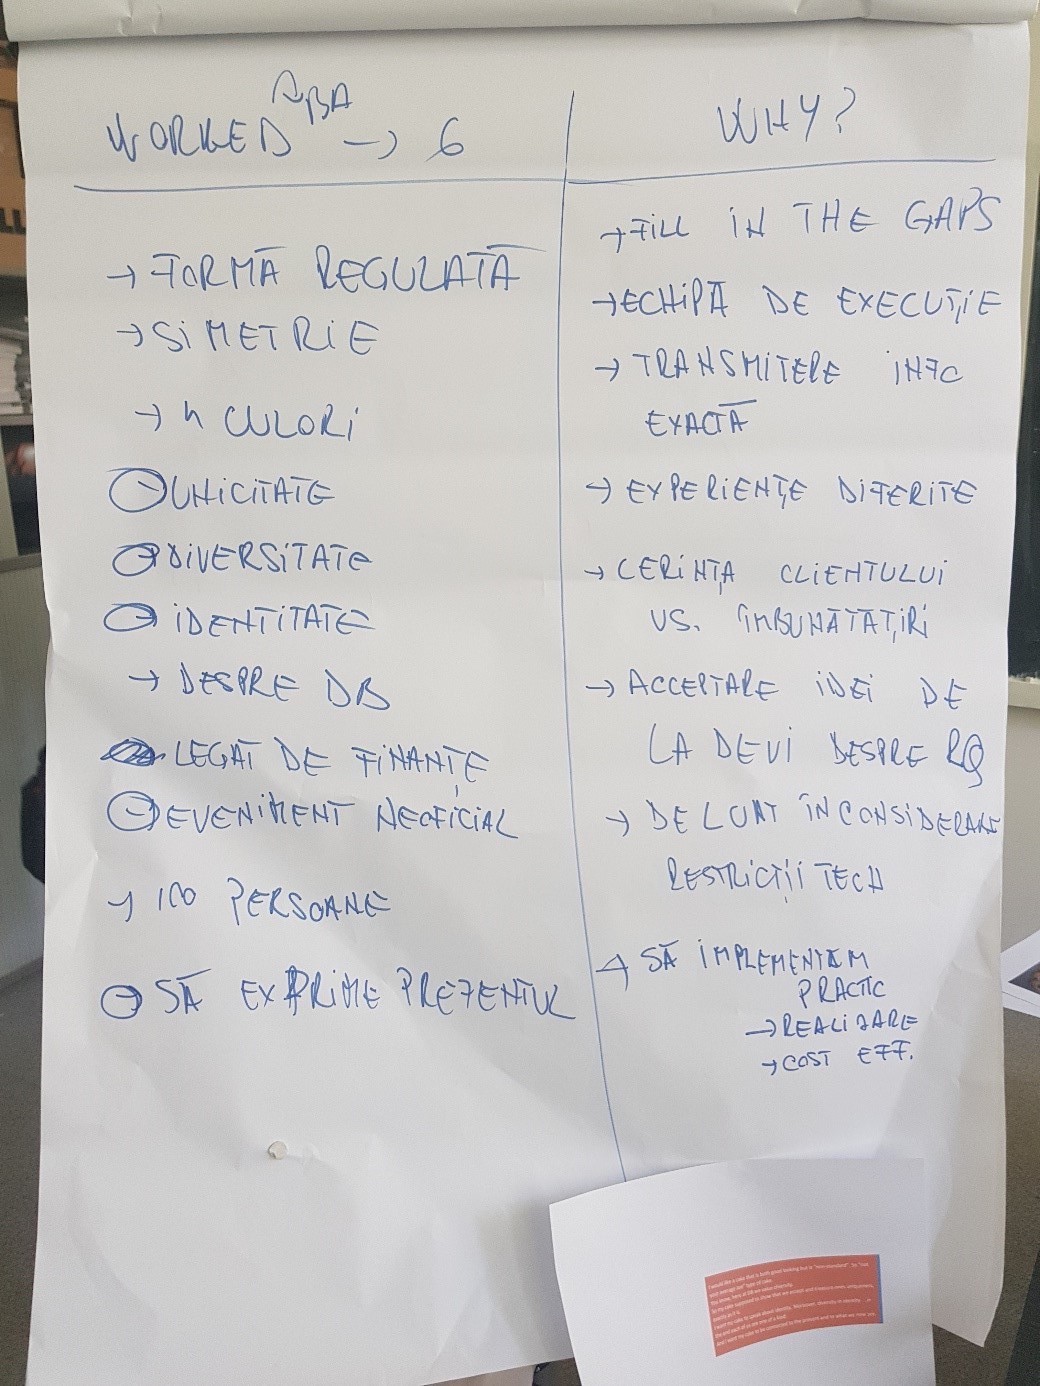 BA
WORKED → 6
→ FORMĂ REGULATĂ
→ SIMETRIE
→ 4 CULORI
UNICITATE
DIVERSITATE
IDENTITATE
→ DESPRE DB
LEGAT DE FINANȚE
EVENIMENT NEOFICIAL
→ 100 PERSOANE
SĂ EXPRIME PREZENTUL
WHY?
→ FILL IN THE GAPS
→ ECHIPĂ DE EXECUȚIE
→ TRANSMITERE INFO
EXACTĂ
→ EXPERIENȚE DIFERITE
→ CERINȚA CLIENTULUI
VS. ÎMBUNATATȚIRI
→ ACCEPTARE IDEI DE
LA DEVI DESPRE RQ
→ DE LUAT ÎN CONSIDERARE
RESTRICȚII TECH
→ SĂ IMPLEMENTĂM
PRACTIC
→ REALIZARE
→ COST EFF.